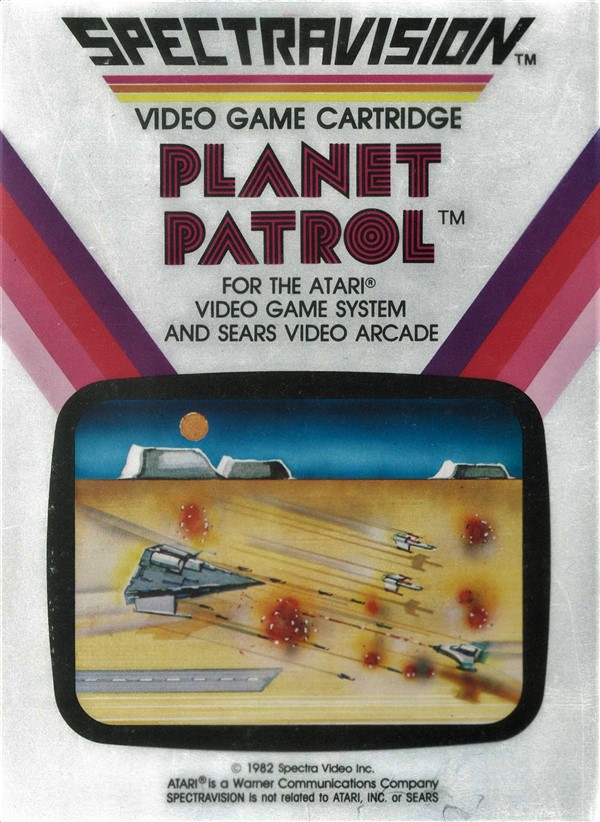 SPECTRAVISION™
VIDEO GAME CARTRIDGE
PLANET
PATROL™
FOR THE ATARI®
VIDEO GAME SYSTEM
AND SEARS VIDEO ARCADE
© 1982 Spectra Video Inc.
ATARI® is a Warner Communications Company
SPECTRAVISION is not related to ATARI, INC. or SEARS